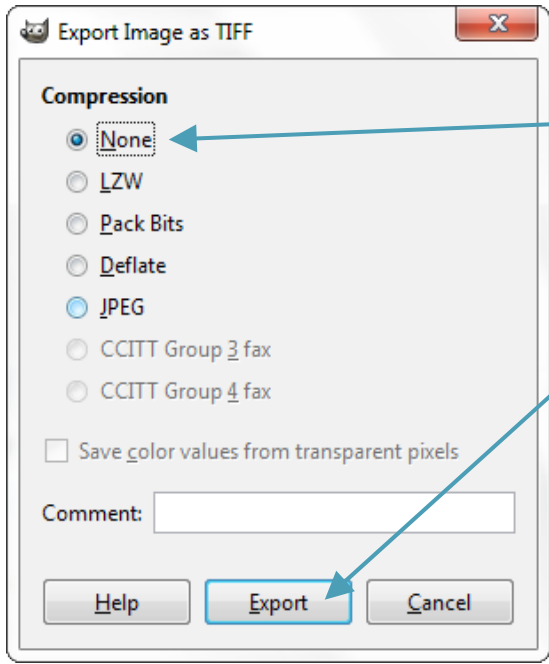 Export Image as TIFF
Compression
None
LZW
Pack Bits
Deflate
JPEG
CCITT Group 3 fax
CCITT Group 4 fax
Save color values from transparent pixels
Comment:
Help Export Cancel